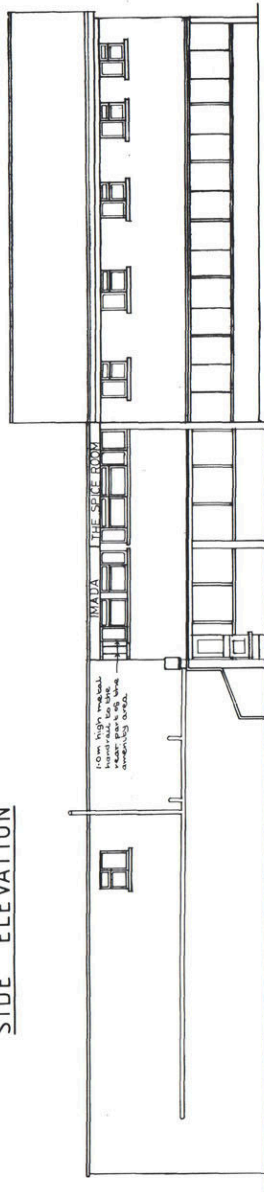 SIDE ELEVATION
IMADA
THE SPICE ROOM
1·0m high metal
handrail to the
rear part of the
amenity area